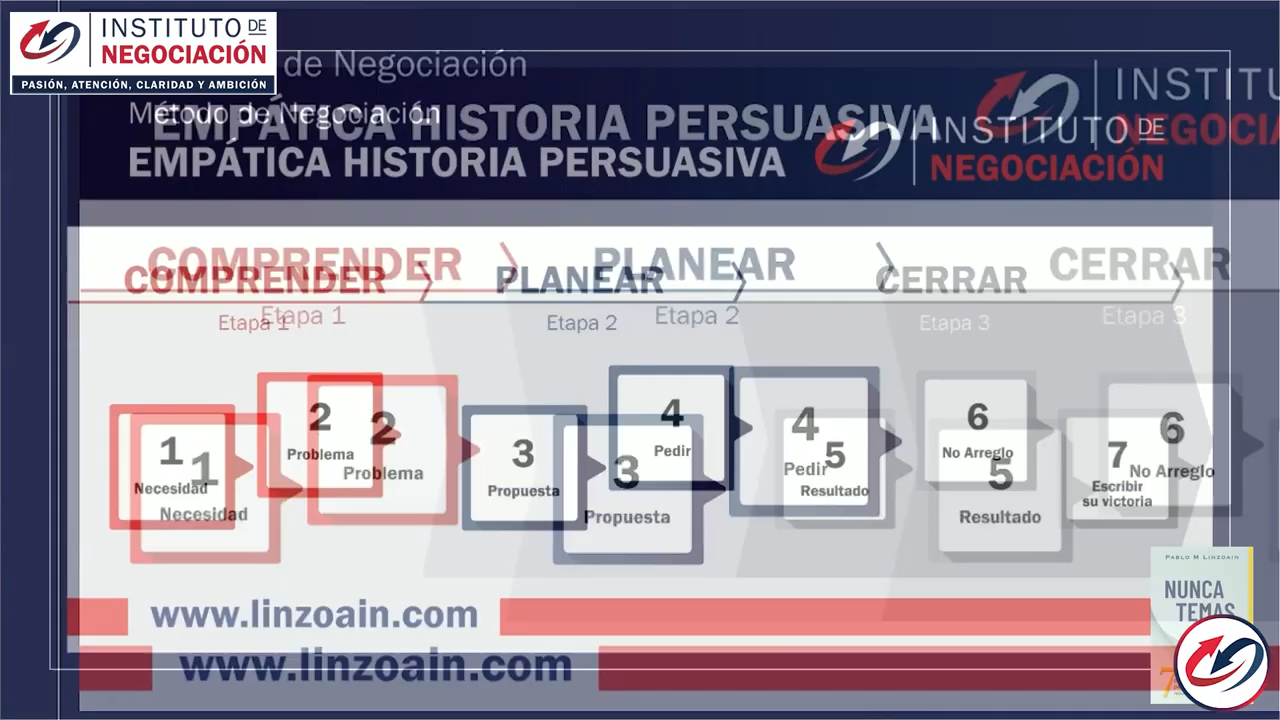 INSTITUTO DE
NEGOCIACIÓN
PASIÓN, ATENCIÓN, CLARIDAD Y AMBICIÓN
de Negociación
EMPÁTICA HISTORIA PERSUASIVA
Método de Negociación
EMPÁTICA HISTORIA PERSUASIVA
INSTITU
NEGOCIA
INSTITUTO DE
NEGOCIACIÓN
COMPRENDER
PLANEAR
CERRAR
COMPRENDER
PLANEAR
CERRAR
Etapa 1
Etapa 2
Etapa 3
Etapa 1
Etapa 2
Etapa 3
1
Necesidad
2
Problema
3
Propuesta
4
Pedir
5
Resultado
6
No Arreglo
7
Escribir
su victoria
1
Necesidad
2
Problema
3
Propuesta
4
Pedir
5
Resultado
6
No Arreglo
www.linzoain.com
www.linzoain.com
PABLO M LINZOAIN
NUNCA
TEMAS
7